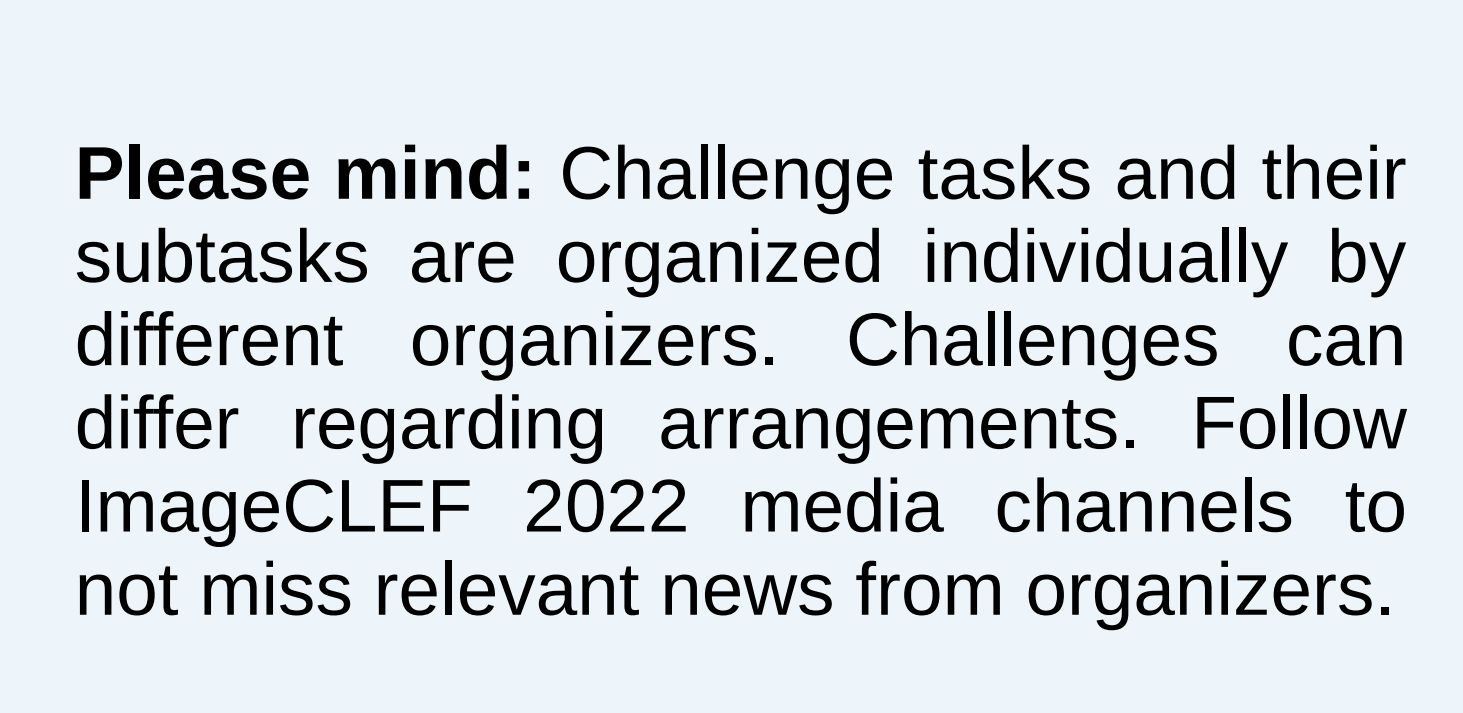 Please mind: Challenge tasks and their
subtasks are organized individually by
different organizers. Challenges can
differ regarding arrangements. Follow
ImageCLEF 2022 media channels to
not miss relevant news from organizers.